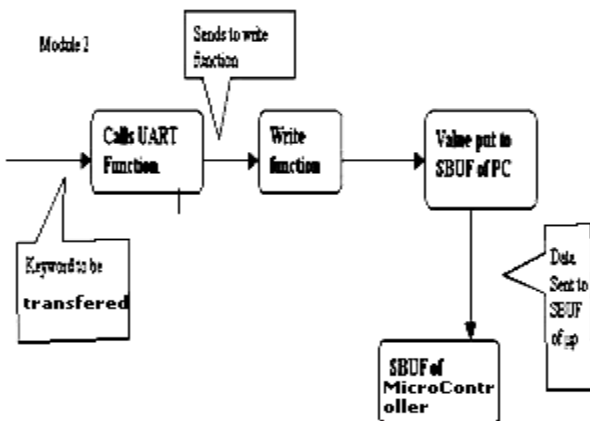 Module 2
Sends to write
function
Calls UART
Function
Write
function
Value put to
SBUF of PC
Keyword to be
transfered
Data
Sent to
SBUF
of µp
SBUF of
MicroContr
oller